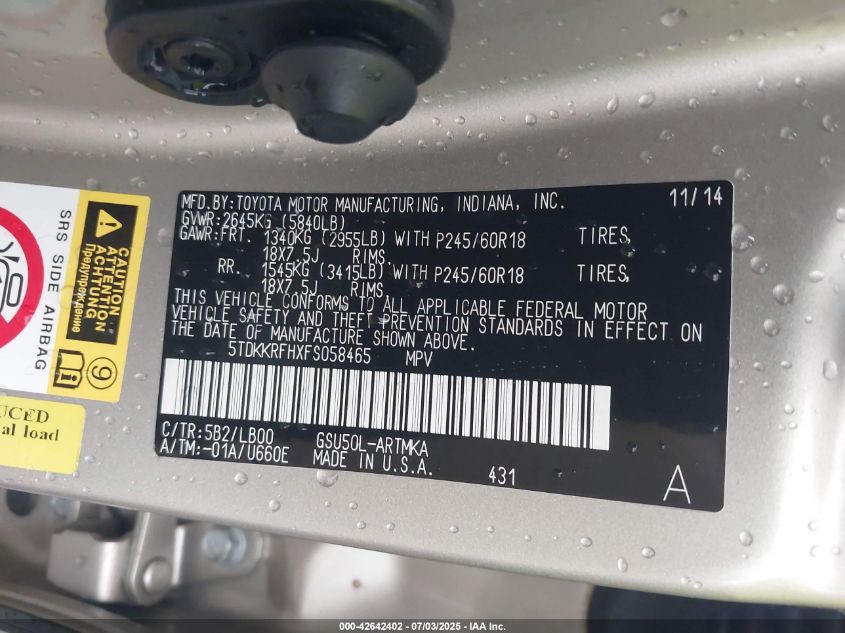 MFD.BY:TOYOTA MOTOR MANUFACTURING, INDIANA, INC. 11/14
GVWR:2645KG (5840LB)
GAWR:FRT. 1340KG (2955LB) WITH P245/60R18 TIRES,
18X7.5J RIMS,
RR. 1545KG (3415LB) WITH P245/60R18 TIRES,
18X7.5J RIMS.
THIS VEHICLE CONFORMS TO ALL APPLICABLE FEDERAL MOTOR
VEHICLE SAFETY AND THEFT PREVENTION STANDARDS IN EFFECT ON
THE DATE OF MANUFACTURE SHOWN ABOVE.
5TDKKRFHXFS058465 MPV
C/TR:5B2/LB00 GSU50L-ARTMKA
A/TM:-01A/U660E MADE IN U.S.A. 431
A
SRS SIDE AIRBAG
CAUTION
ATTENTION
ACHTUNG
Предупреждение
9
UCED
al load
000-42642402 - 07/03/2025 - IAA Inc.